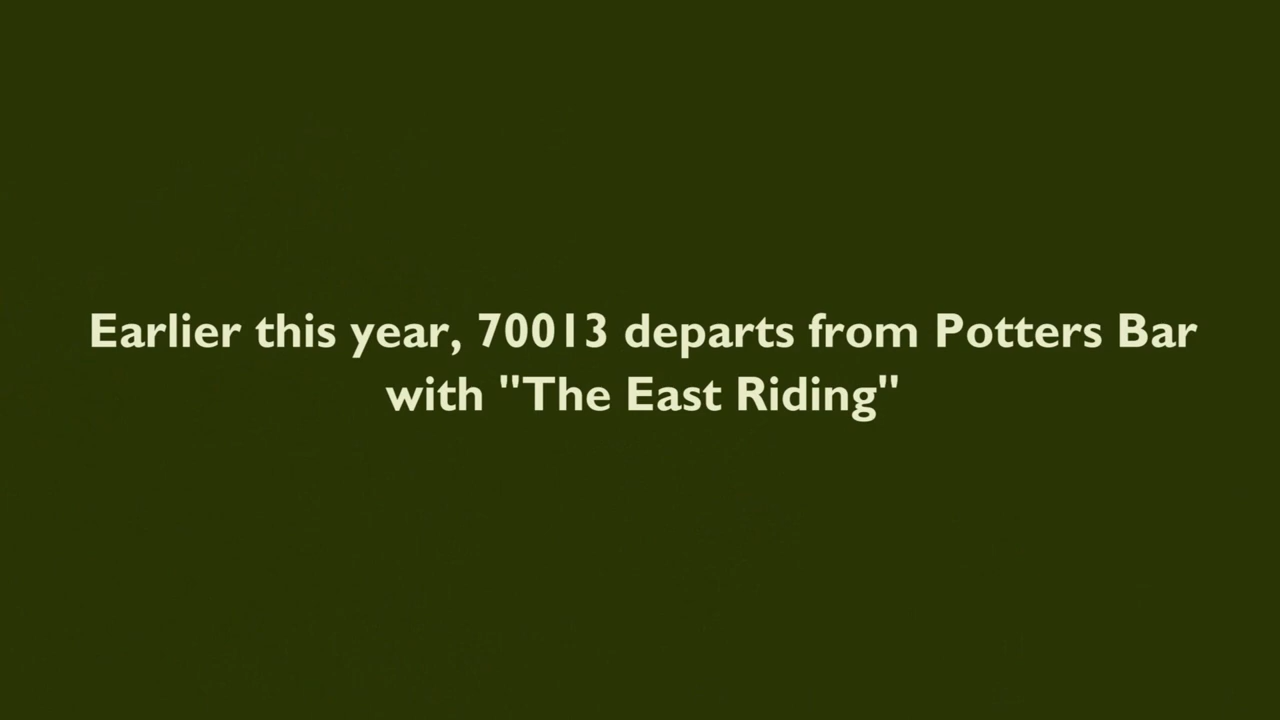 Earlier this year, 70013 departs from Potters Bar
with "The East Riding"